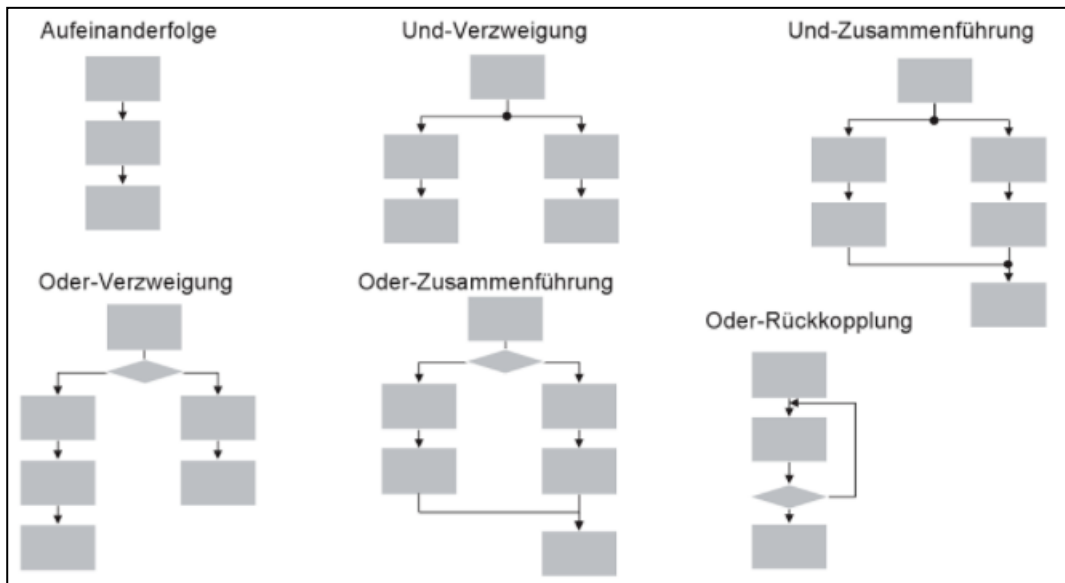 Aufeinanderfolge
Und-Verzweigung
Und-Zusammenführung
Oder-Verzweigung
Oder-Zusammenführung
Oder-Rückkopplung